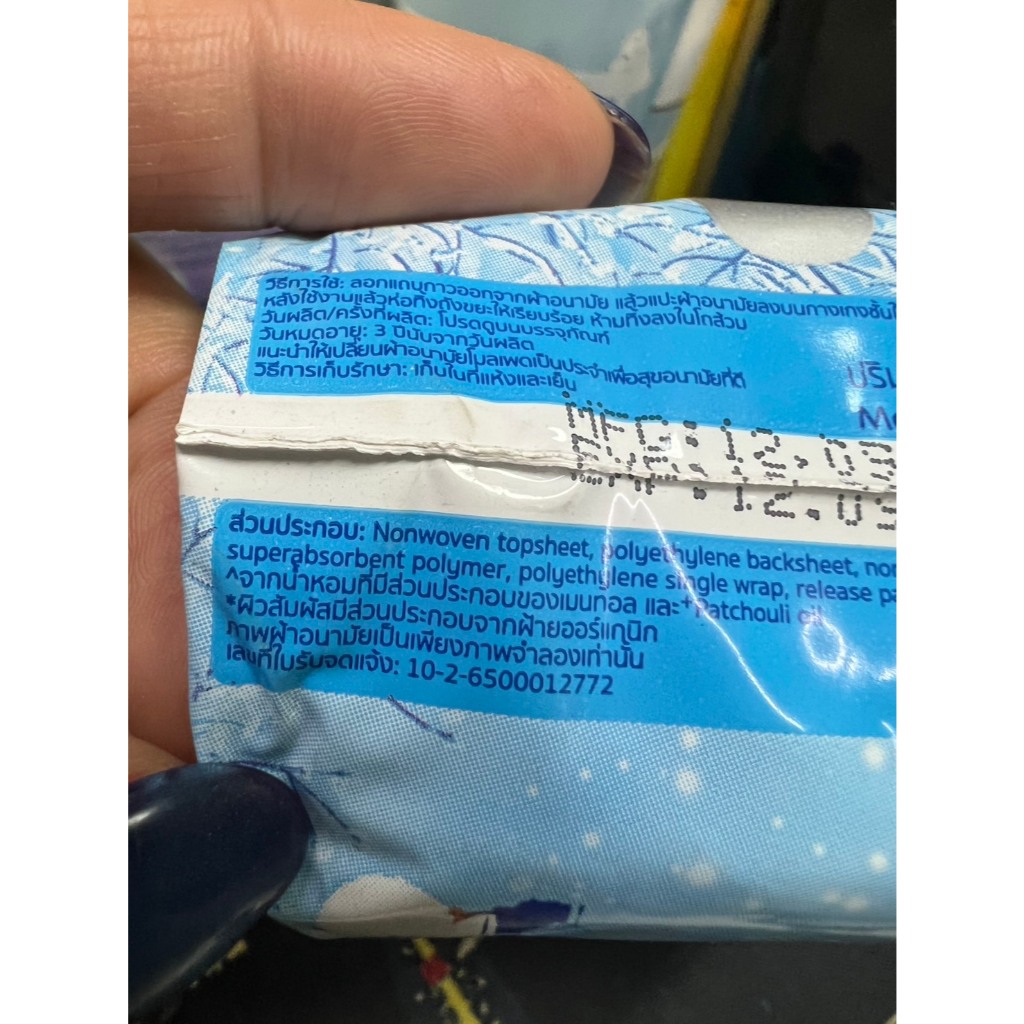 วิธีการใช้: ลอกแถบกาวออกจากผ้าอนามัย แล้วแปะผ้าอนามัยลงบนกางเกงชั้นใ
หลังใช้งานแล้วห่อทิ้งถังขยะให้เรียบร้อย ห้ามทิ้งลงในโถส้วม
วันผลิต/ครั้งที่ผลิต: โปรดดูบนบรรจุภัณฑ์
วันหมดอายุ: 3 ปีนับจากวันผลิต
แนะนำให้เปลี่ยนผ้าอนามัยโมลเพดเป็นประจำเพื่อสุขอนามัยที่ดี
วิธีการเก็บรักษา: เก็บในที่แห้งและเย็น
ปริ
Mo
MFG:12.03
EXP:12.03
ส่วนประกอบ: Nonwoven topsheet, polyethylene backsheet, non
superabsorbent polymer, polyethylene single wrap, release pa
^จากน้ำหอมที่มีส่วนประกอบของเมนทอล และ+Patchouli oil
*ผิวสัมผัสมีส่วนประกอบจากฝ้ายออร์แกนิก
ภาพผ้าอนามัยเป็นเพียงภาพจำลองเท่านั้น
เลขที่ใบรับจดแจ้ง: 10-2-6500012772